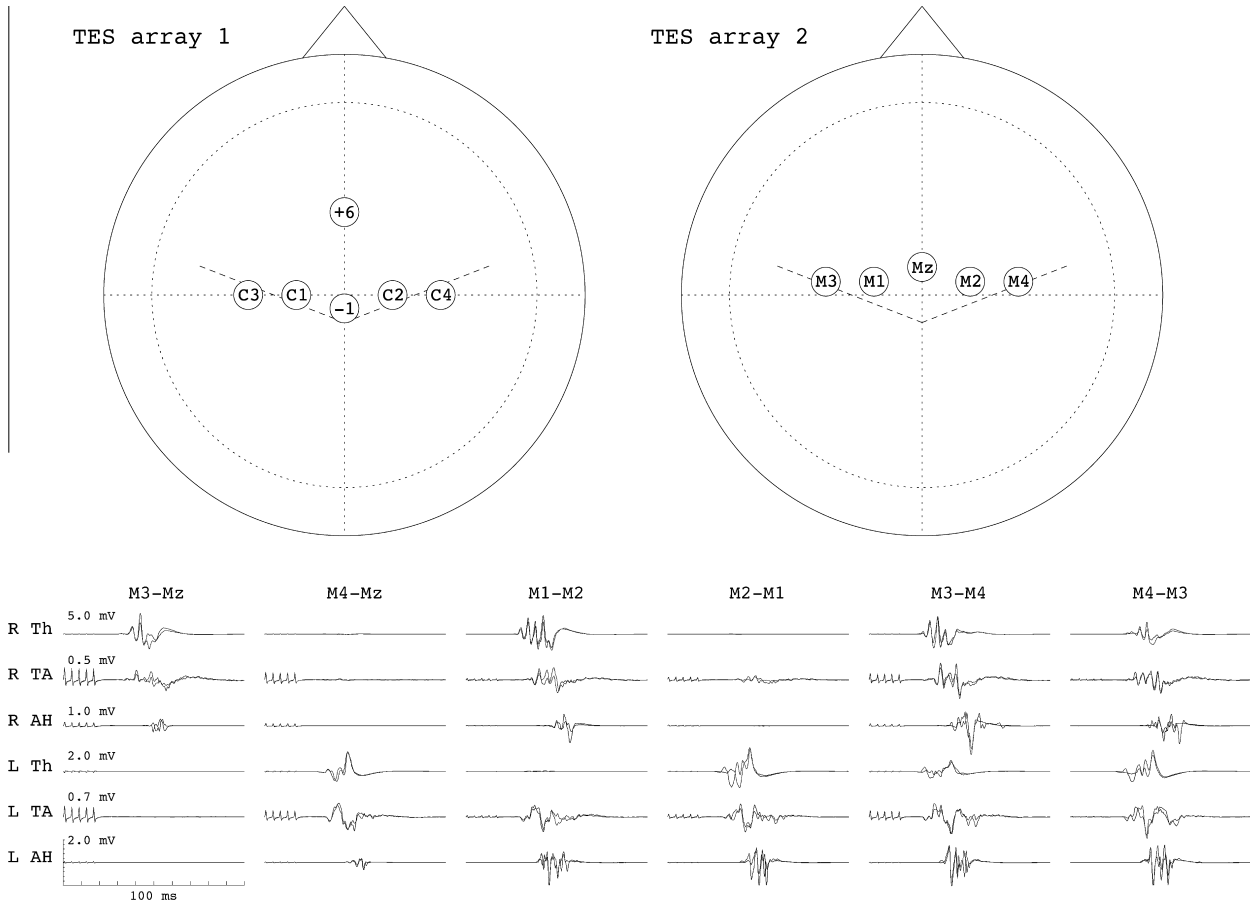 TES array 1
TES array 2
+6
C3 C1 -1 C2 C4
M3 M1 Mz M2 M4
M3-Mz M4-Mz M1-M2 M2-M1 M3-M4 M4-M3
R Th 5.0 mV
R TA 0.5 mV
R AH 1.0 mV
L Th 2.0 mV
L TA 0.7 mV
L AH 2.0 mV
100 ms